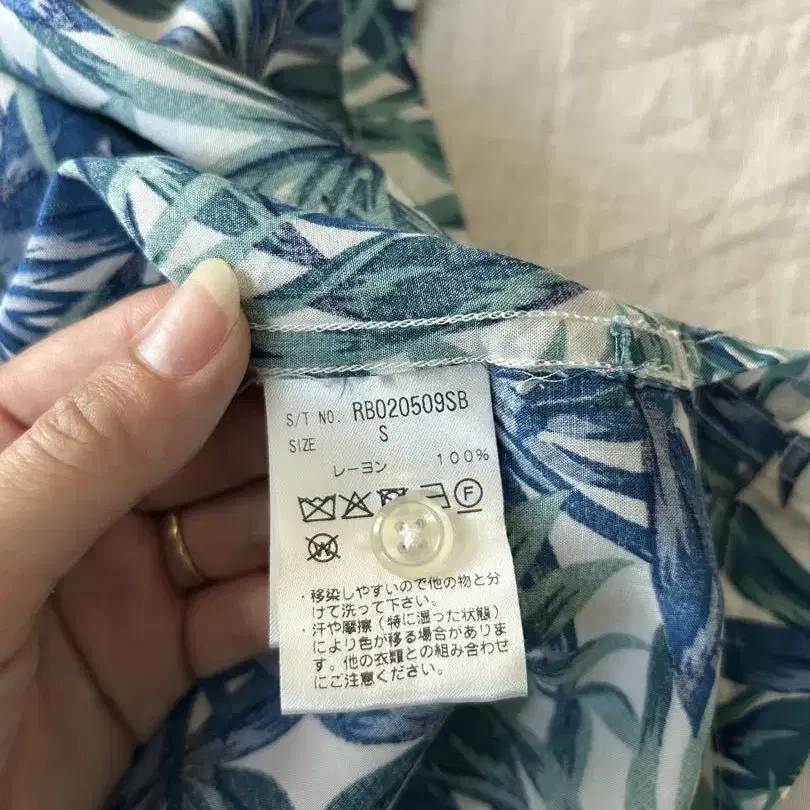 S/T NO. RB020509SB
SIZE S
レーヨン 100%
F
W
・移染しやすいので他の物と分
けて洗って下さい。
・汗や摩擦(特に湿った状態)
により色が移る場合がありま
す。他の衣類との組み合わせ
にご注意ください。